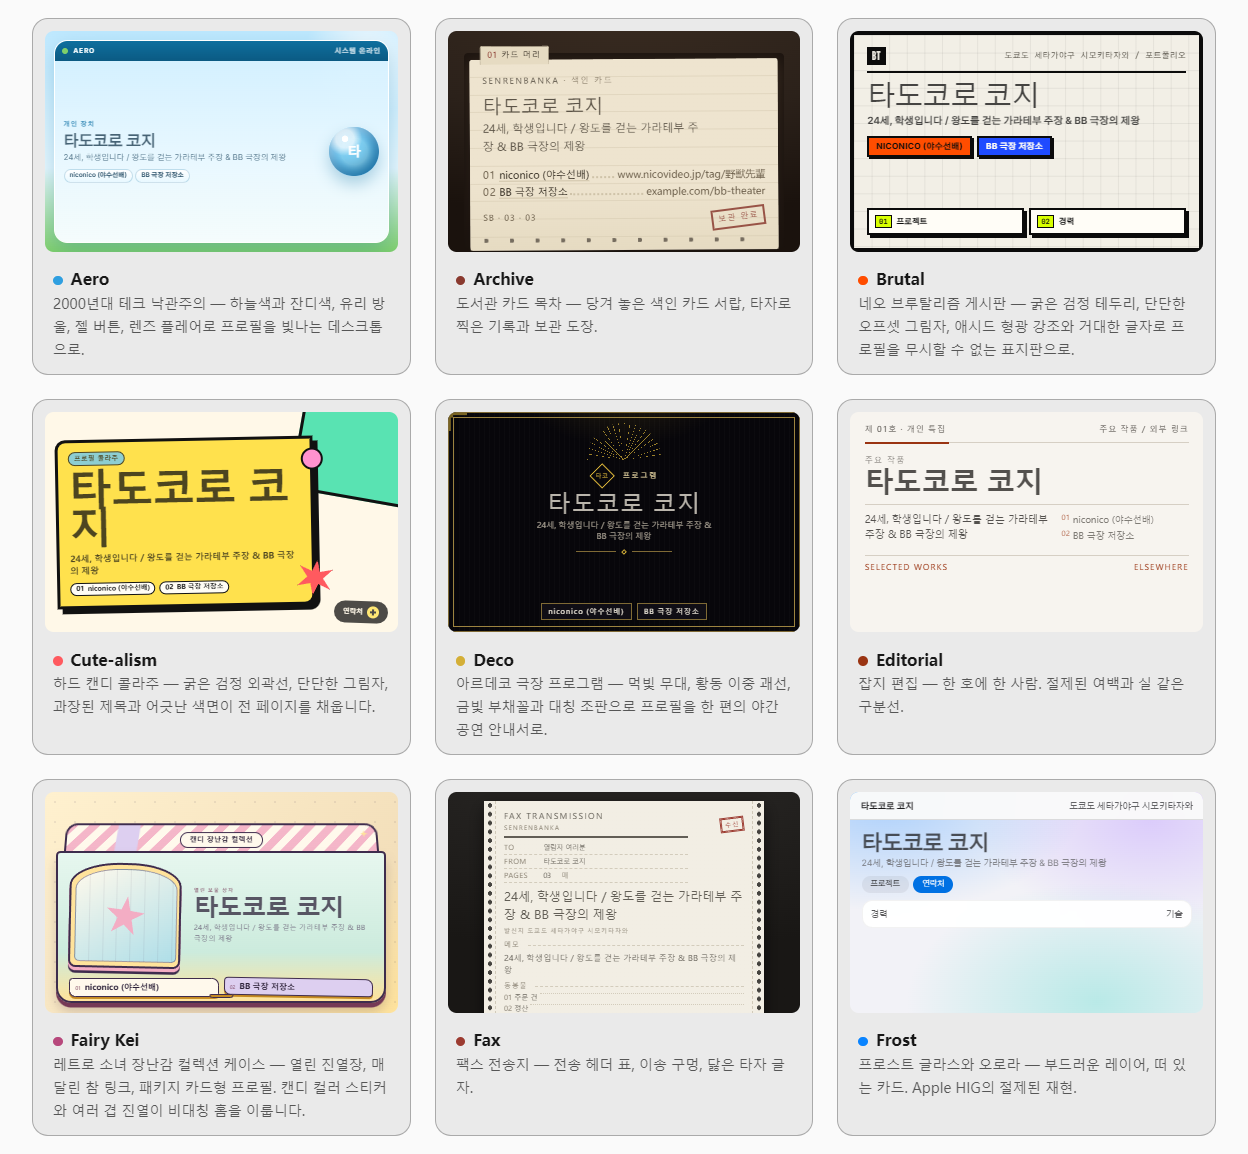 AERO
시스템 온라인
개인 장치
타도코로 코지
24세, 학생입니다 / 왕도를 걷는 가라테부 주장 & BB 극장의 제왕
niconico (야수선배)
BB 극장 저장소
타
Aero
2000년대 테크 낙관주의 — 하늘색과 잔디색, 유리 방
울, 젤 버튼, 렌즈 플레어로 프로필을 빛나는 데스크톱
으로.
01 카드 머리
SENRENBANKA · 색인 카드
타도코로 코지
24세, 학생입니다 / 왕도를 걷는 가라테부 주
장 & BB 극장의 제왕
01 niconico (야수선배) ...... www.nicovideo.jp/tag/野獣先輩
02 BB 극장 저장소 .................. example.com/bb-theater
SB · 03 · 03
보관 완료
Archive
도서관 카드 목차 — 당겨 놓은 색인 카드 서랍, 타자로
찍은 기록과 보관 도장.
BT
도쿄도 세타가야구 시모키타자와 / 포트폴리오
타도코로 코지
24세, 학생입니다 / 왕도를 걷는 가라테부 주장 & BB 극장의 제왕
NICONICO (야수선배)
BB 극장 저장소
01 프로젝트
02 경력
Brutal
네오 브루탈리즘 게시판 — 굵은 검정 테두리, 단단한
오프셋 그림자, 애시드 형광 강조와 거대한 글자로 프
로필을 무시할 수 없는 표지판으로.
프로필 콜라주
타도코로 코
지
24세, 학생입니다 / 왕도를 걷는 가라테부 주장 & BB 극장
의 제왕
01 niconico (야수선배)
02 BB 극장 저장소
연락처
Cute-alism
하드 캔디 콜라주 — 굵은 검정 외곽선, 단단한 그림자,
과장된 제목과 어긋난 색면이 전 페이지를 채웁니다.
타코
프로그램
타도코로 코지
24세, 학생입니다 / 왕도를 걷는 가라테부 주장 &
BB 극장의 제왕
niconico (야수선배)
BB 극장 저장소
Deco
아르데코 극장 프로그램 — 먹빛 무대, 황동 이중 괘선,
금빛 부채꼴과 대칭 조판으로 프로필을 한 편의 야간
공연 안내서로.
제 01호 · 개인 특집
주요 작품 / 외부 링크
주요 작품
타도코로 코지
24세, 학생입니다 / 왕도를 걷는 가라테부
주장 & BB 극장의 제왕
01 niconico (야수선배)
02 BB 극장 저장소
SELECTED WORKS
ELSEWHERE
Editorial
잡지 편집 — 한 호에 한 사람. 절제된 여백과 실 같은
구분선.
캔디 장난감 컬렉션
타도코로 코지
24세, 학생입니다 / 왕도를 걷는 가라테부 주장 & BB
극장의 제왕
01 niconico (야수선배)
02 BB 극장 저장소
Fairy Kei
레트로 소녀 장난감 컬렉션 케이스 — 열린 진열장, 매
달린 참 링크, 패키지 카드형 프로필. 캔디 컬러 스티커
와 여러 겹 진열이 비대칭 홈을 이룹니다.
FAX TRANSMISSION
SENRENBANKA
수신
TO 열람자 여러분
FROM 타도코로 코지
PAGES 03 매
24세, 학생입니다 / 왕도를 걷는 가라테부 주
장 & BB 극장의 제왕
발신지 도쿄도 세타가야구 시모키타자와
메모
24세, 학생입니다 / 왕도를 걷는 가라테부 주장 & BB 극장의 제
왕
동봉물
01 주문 건
02 정산
Fax
팩스 전송지 — 전송 헤더 표, 이송 구멍, 닳은 타자 글
자.
타도코로 코지
도쿄도 세타가야구 시모키타자와
타도코로 코지
24세, 학생입니다 / 왕도를 걷는 가라테부 주장 & BB 극장의 제왕
프로젝트
연락처
경력
기술
Frost
프로스트 글라스와 오로라 — 부드러운 레이어, 떠 있
는 카드. Apple HIG의 절제된 재현.